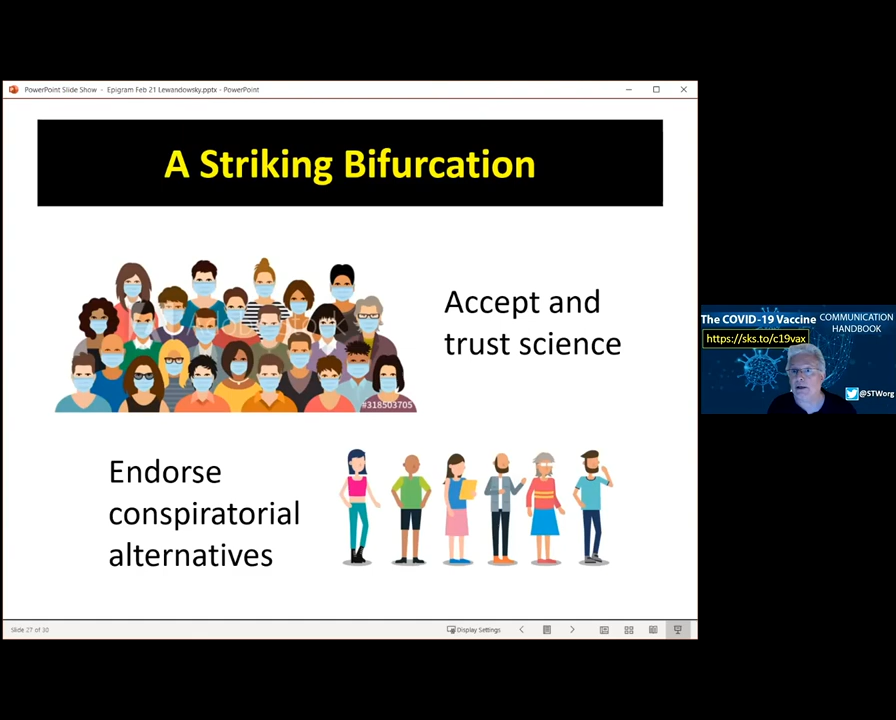 PowerPoint Slide Show - Epigram Feb 21 Lewandowsky.pptx - PowerPoint
A Striking Bifurcation
Accept and
trust science
#318503705
Endorse
conspiratorial
alternatives
Slide 27 of 30
Display Settings
The COVID-19 Vaccine
COMMUNICATION
HANDBOOK
https://sks.to/c19vax
@STWorg